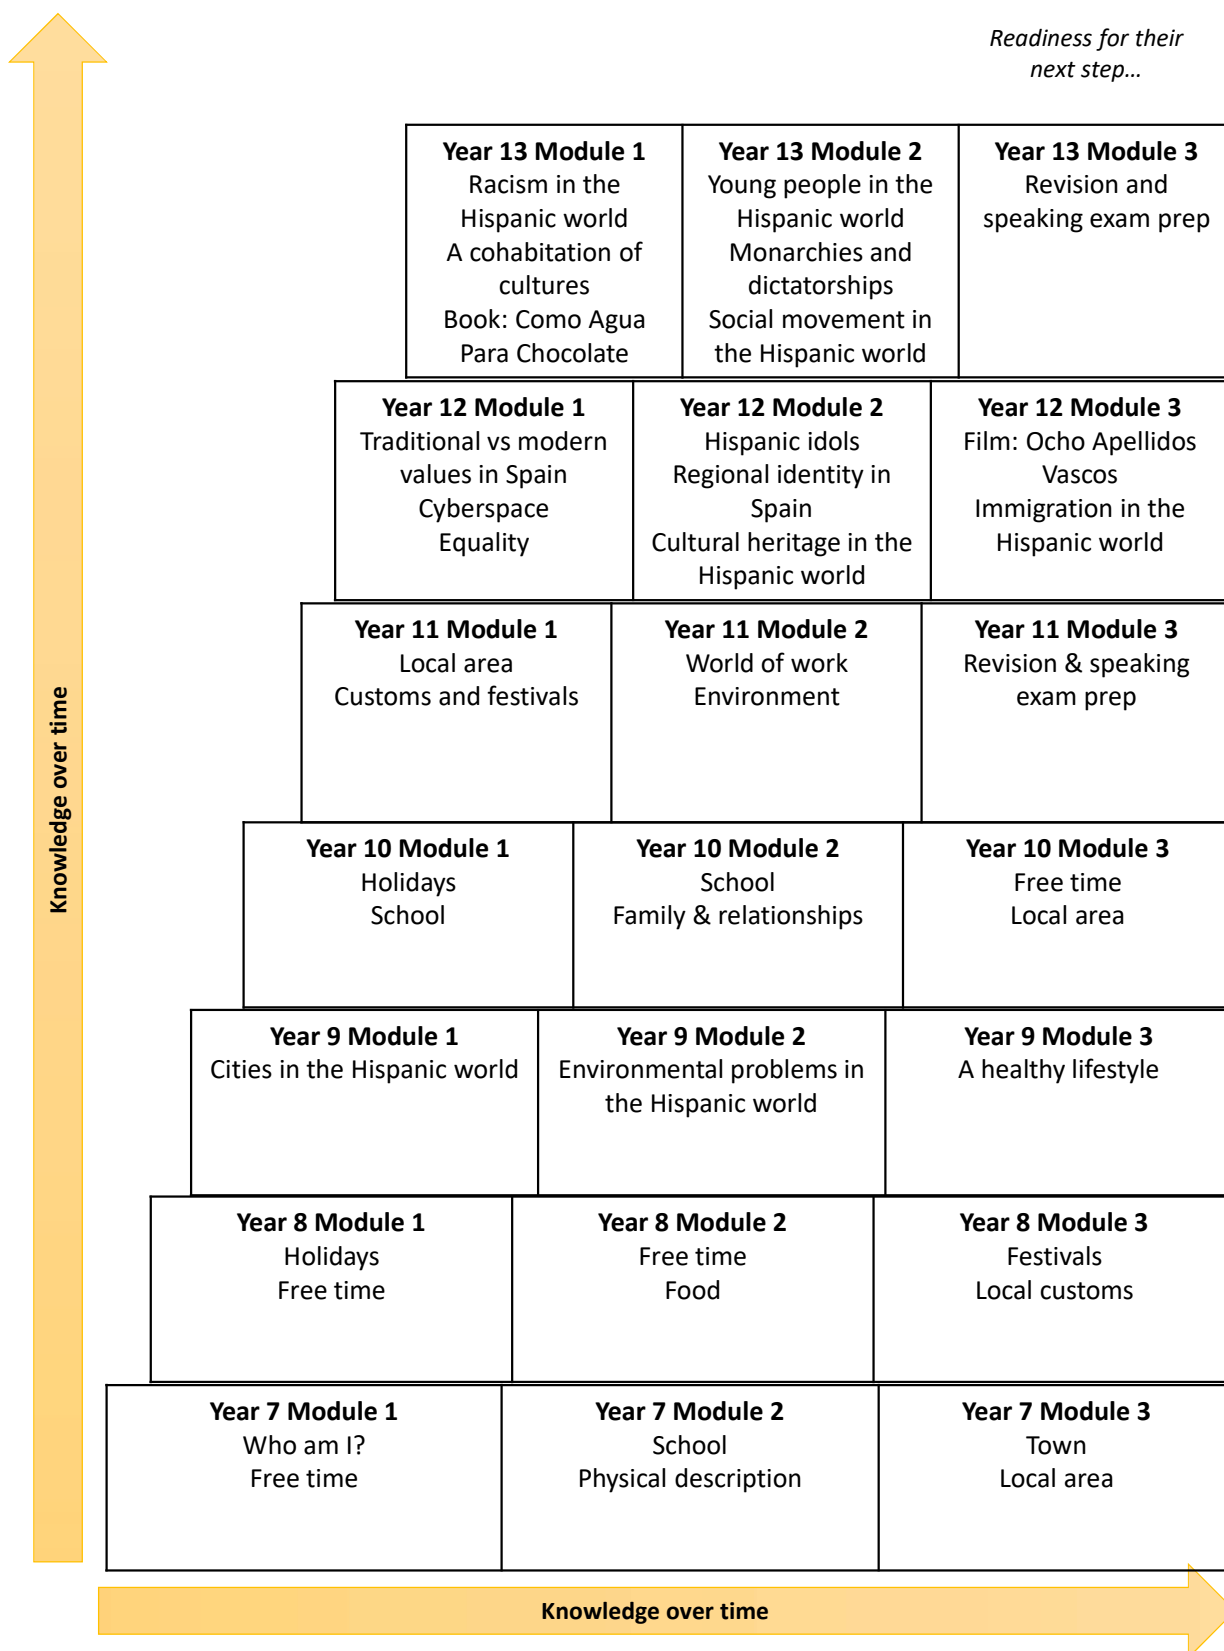 Readiness for their
next step...
Year 13 Module 1
Racism in the
Hispanic world
A cohabitation of
cultures
Book: Como Agua
Para Chocolate
Year 13 Module 2
Young people in the
Hispanic world
Monarchies and
dictatorships
Social movement in
the Hispanic world
Year 13 Module 3
Revision and
speaking exam prep
Year 12 Module 1
Traditional vs modern
values in Spain
Cyberspace
Equality
Year 12 Module 2
Hispanic idols
Regional identity in
Spain
Cultural heritage in the
Hispanic world
Year 12 Module 3
Film: Ocho Apellidos
Vascos
Immigration in the
Hispanic world
Year 11 Module 1
Local area
Customs and festivals
Year 11 Module 2
World of work
Environment
Year 11 Module 3
Revision & speaking
exam prep
Year 10 Module 1
Holidays
School
Year 10 Module 2
School
Family & relationships
Year 10 Module 3
Free time
Local area
Year 9 Module 1
Cities in the Hispanic world
Year 9 Module 2
Environmental problems in
the Hispanic world
Year 9 Module 3
A healthy lifestyle
Year 8 Module 1
Holidays
Free time
Year 8 Module 2
Free time
Food
Year 8 Module 3
Festivals
Local customs
Year 7 Module 1
Who am I?
Free time
Year 7 Module 2
School
Physical description
Year 7 Module 3
Town
Local area
Knowledge over time
Knowledge over time